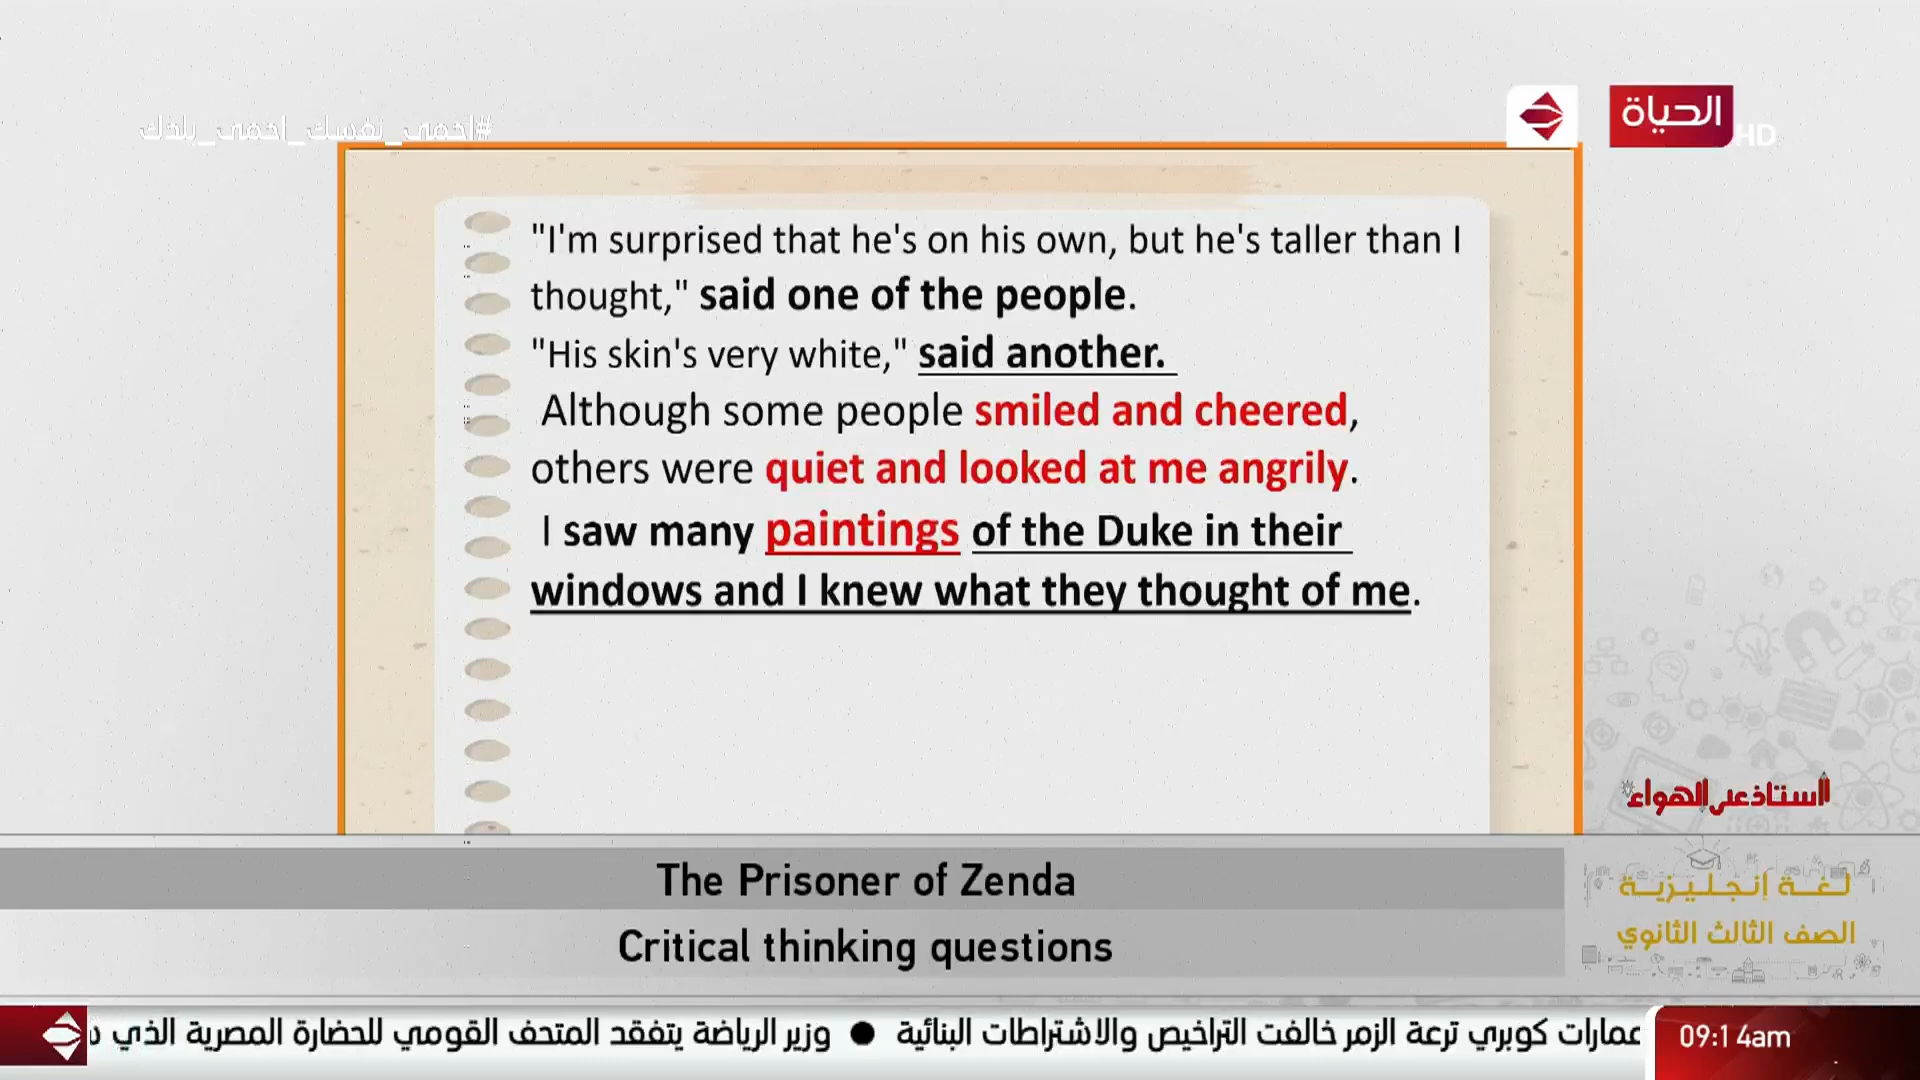 #احمي_نفسك_احمي_بلدك
الحياة
HD
"I'm surprised that he's on his own, but he's taller than I
thought," said one of the people.
"His skin's very white," said another.
Although some people smiled and cheered,
others were quiet and looked at me angrily.
I saw many paintings of the Duke in their
windows and I knew what they thought of me.
أستاذ على الهواء
The Prisoner of Zenda
Critical thinking questions
لغة إنجليزية
الصف الثالث الثانوي
عمارات كوبري ترعة الزمر خالفت التراخيص والاشتراطات البنائية ● وزير الرياضة يتفقد المتحف القومي للحضارة المصرية الذي
09:14am